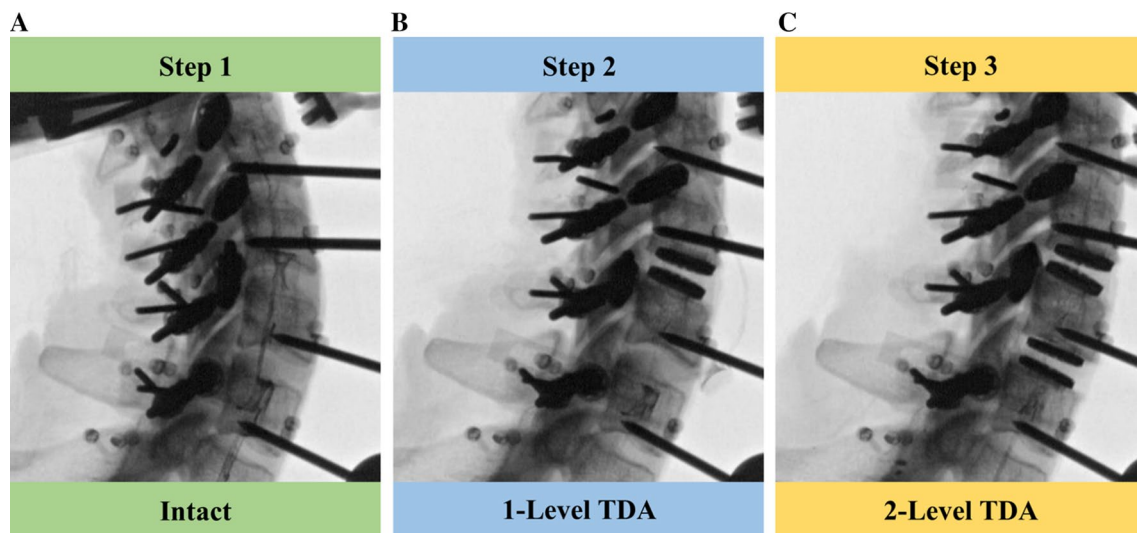 A
B
C
Step 1
Step 2
Step 3
Intact
1-Level TDA
2-Level TDA